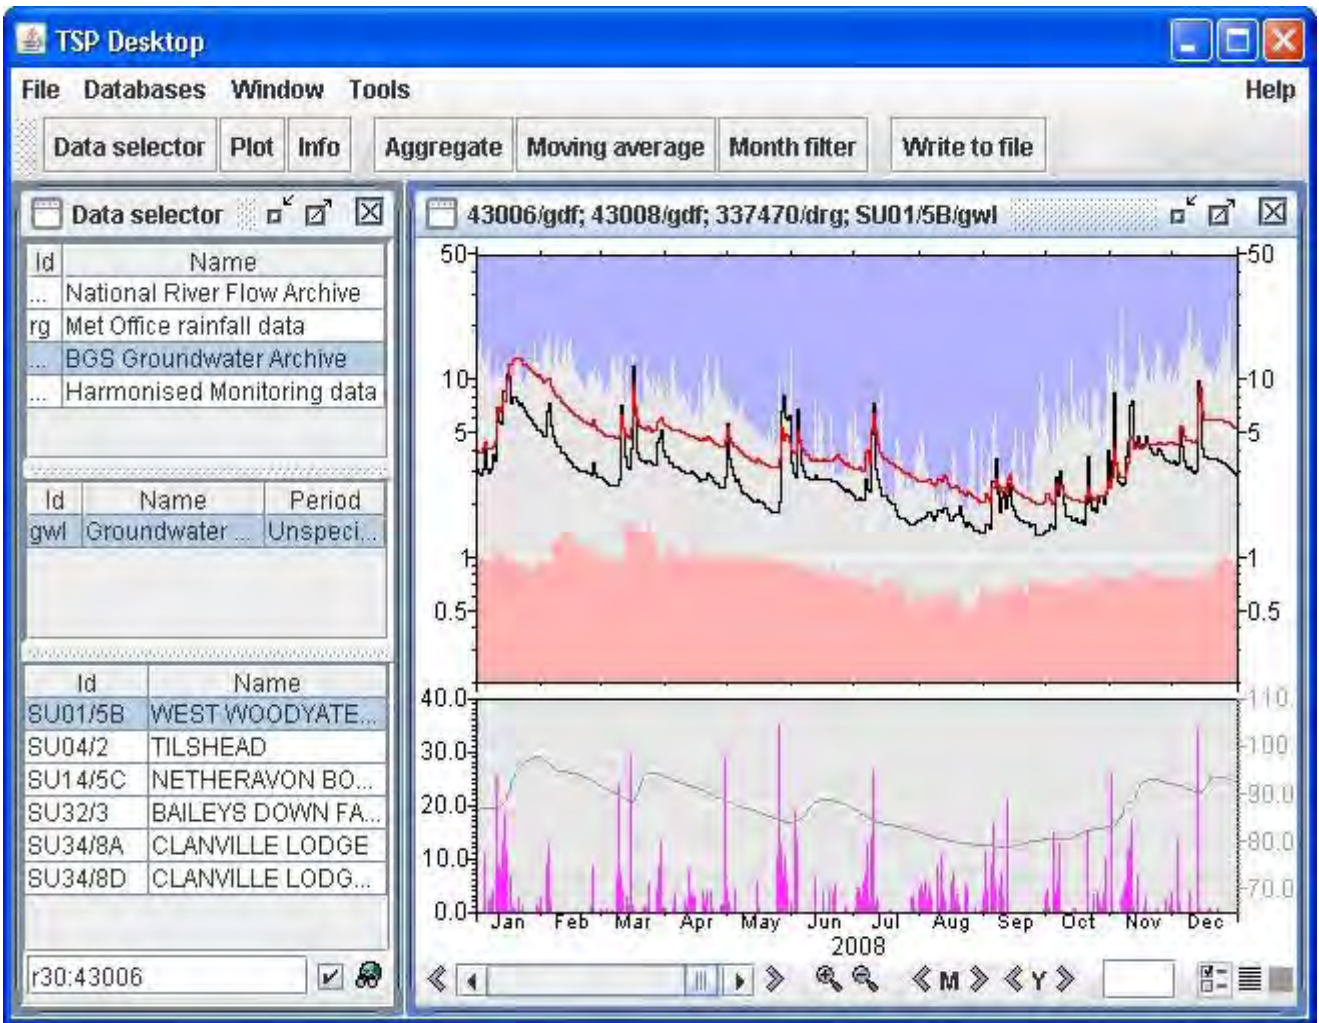 TSP Desktop
File Databases Window Tools Help
Data selector Plot Info Aggregate Moving average Month filter Write to file
Data selector
Id Name
... National River Flow Archive
rg Met Office rainfall data
... BGS Groundwater Archive
... Harmonised Monitoring data
Id Name Period
gwl Groundwater ... Unspeci...
Id Name
SU01/5B WEST WOODYATE...
SU04/2 TILSHEAD
SU14/5C NETHERAVON BO...
SU32/3 BAILEYS DOWN FA...
SU34/8A CLANVILLE LODGE
SU34/8D CLANVILLE LODG...
r30:43006
43006/gdf; 43008/gdf; 337470/drg; SU01/5B/gwl
50 50
10 10
5 5
1 1
0.5 0.5
40.0 110.
30.0 100.
20.0 90.0
10.0 80.0
70.0
0.0
Jan Feb Mar Apr May Jun Jul Aug Sep Oct Nov Dec
2008
M Y